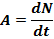 A = dN/dt